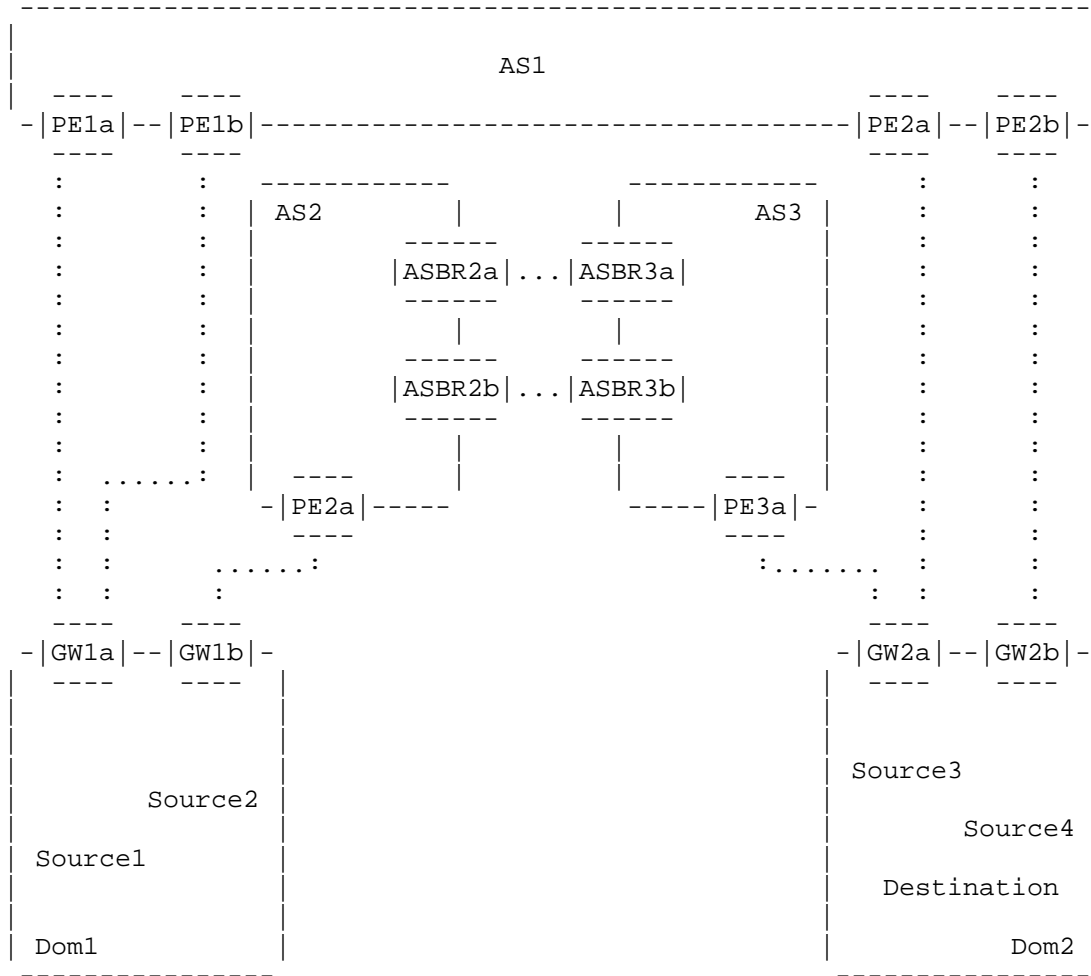 AS1
PE1a PE1b PE2a PE2b
AS2 AS3
ASBR2a ... ASBR3a
ASBR2b ... ASBR3b
PE2a PE3a
GW1a GW1b GW2a GW2b
Source3
Source2
Source4
Source1
Destination
Dom1 Dom2